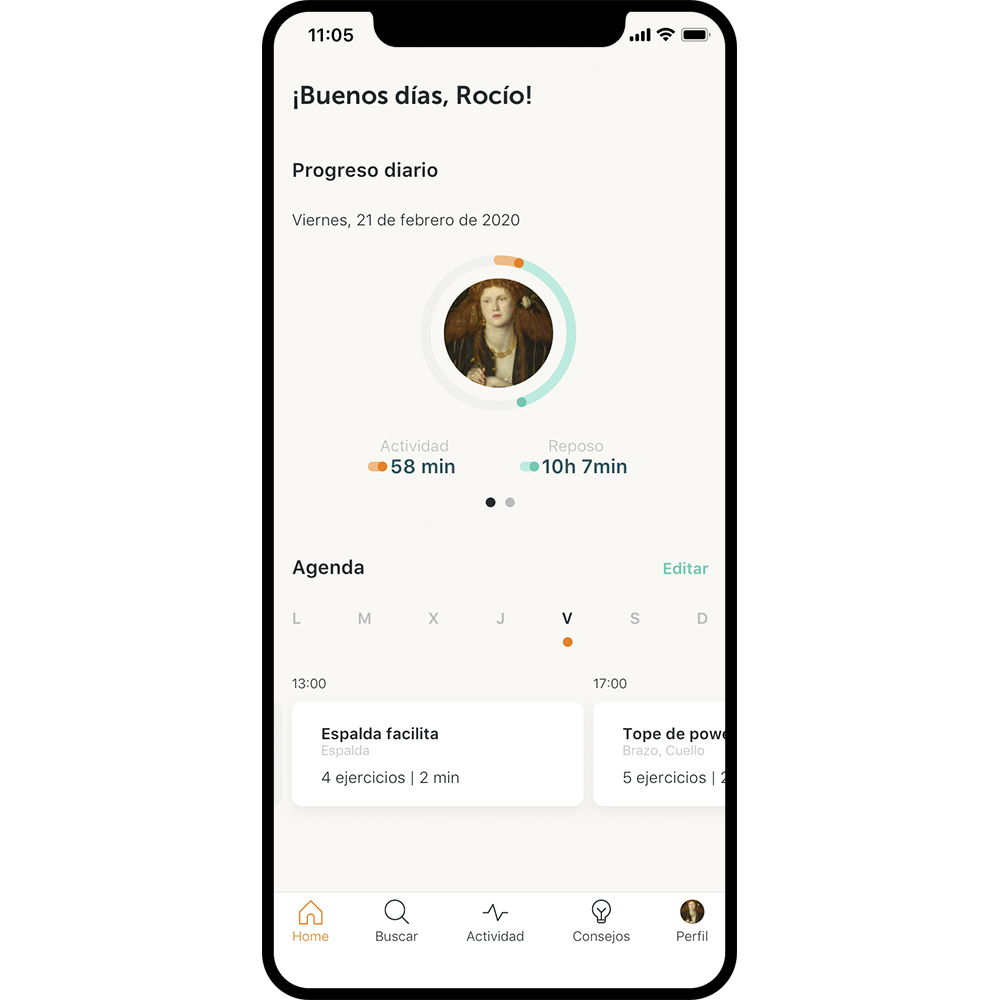 11:05
¡Buenos días, Rocío!
Progreso diario
Viernes, 21 de febrero de 2020
Actividad Reposo
58 min 10h 7min
Agenda Editar
L M X J V S D
13:00 17:00
Espalda facilita Tope de powe
Espalda Brazo, Cuello
4 ejercicios | 2 min 5 ejercicios | 2
Home Buscar Actividad Consejos Perfil